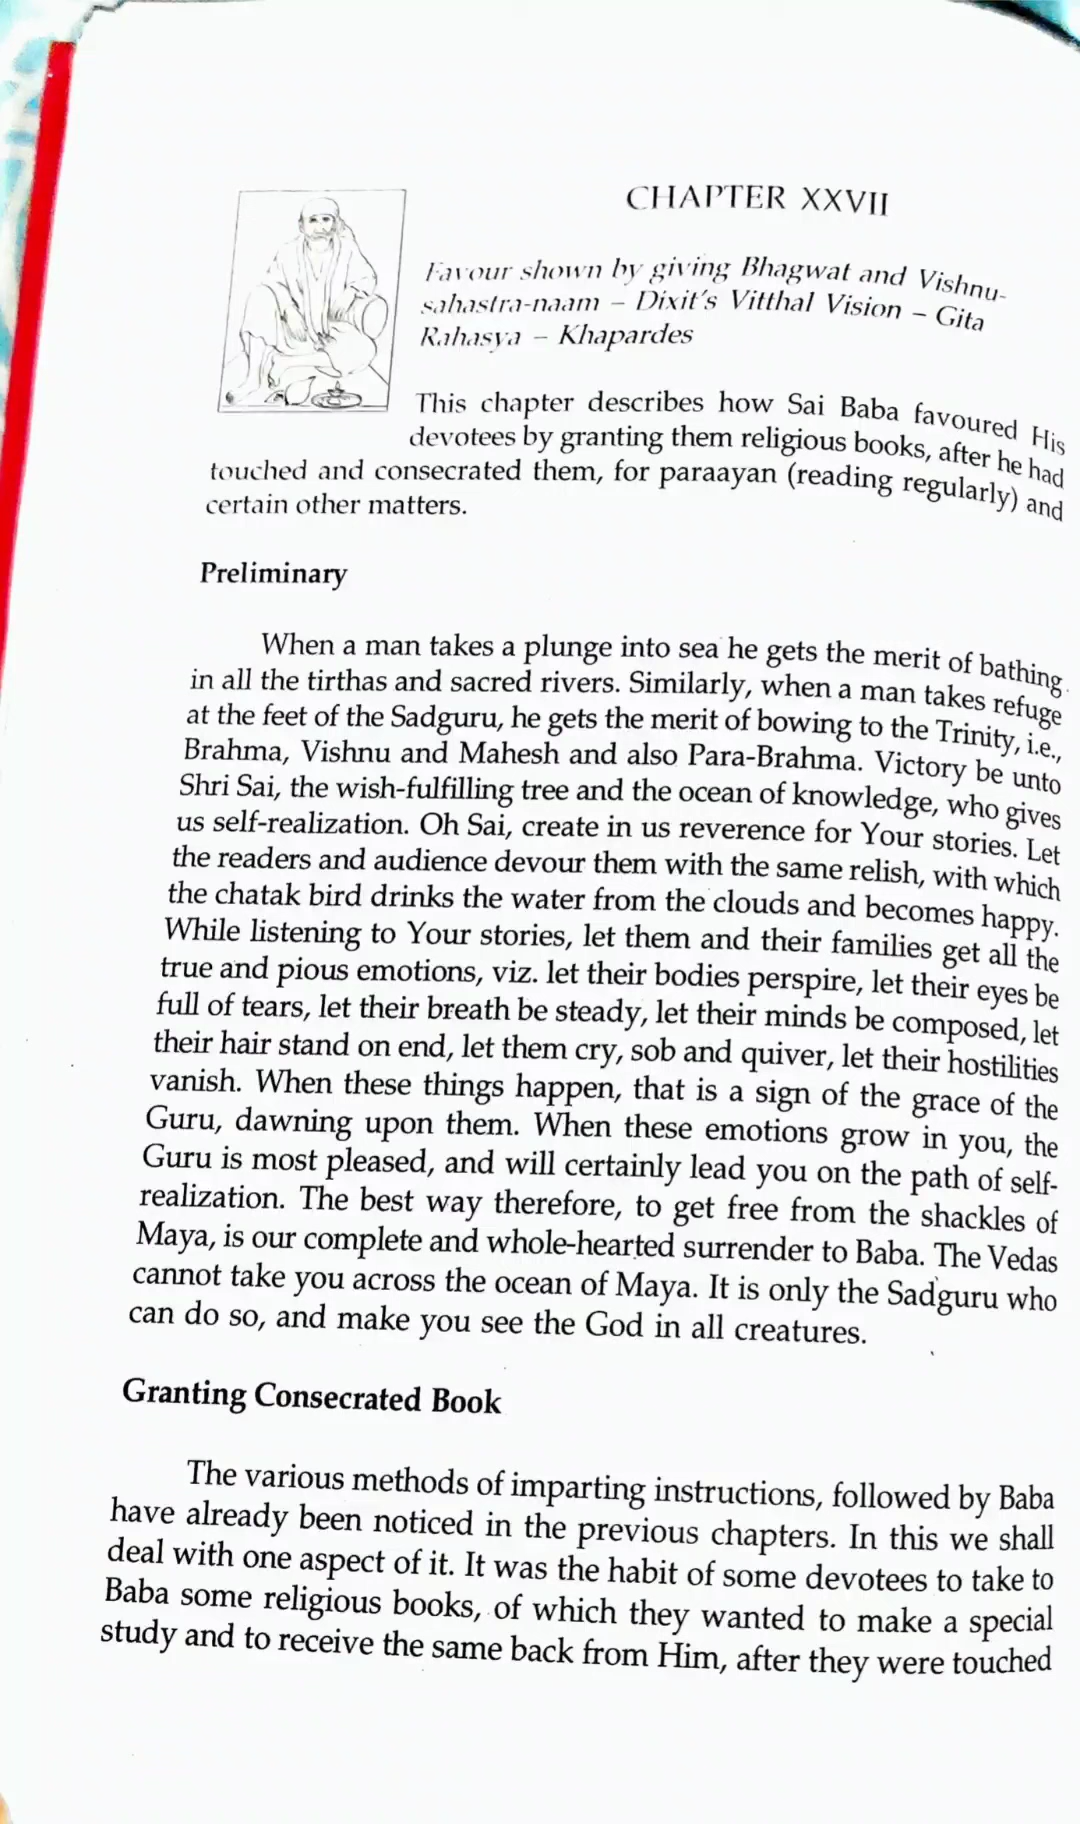 CHAPTER XXVII
Favour shown by giving Bhagwat and Vishnu-
sahastra-naam – Dixit's Vitthal Vision – Gita
Rahasya – Khapardes
This chapter describes how Sai Baba favoured His
devotees by granting them religious books, after he had
touched and consecrated them, for paraayan (reading regularly) and
certain other matters.
Preliminary
When a man takes a plunge into sea he gets the merit of bathing
in all the tirthas and sacred rivers. Similarly, when a man takes refuge
at the feet of the Sadguru, he gets the merit of bowing to the Trinity, i.e.,
Brahma, Vishnu and Mahesh and also Para-Brahma. Victory be unto
Shri Sai, the wish-fulfilling tree and the ocean of knowledge, who gives
us self-realization. Oh Sai, create in us reverence for Your stories. Let
the readers and audience devour them with the same relish, with which
the chatak bird drinks the water from the clouds and becomes happy.
While listening to Your stories, let them and their families get all the
true and pious emotions, viz. let their bodies perspire, let their eyes be
full of tears, let their breath be steady, let their minds be composed, let
their hair stand on end, let them cry, sob and quiver, let their hostilities
vanish. When these things happen, that is a sign of the grace of the
Guru, dawning upon them. When these emotions grow in you, the
Guru is most pleased, and will certainly lead you on the path of self-
realization. The best way therefore, to get free from the shackles of
Maya, is our complete and whole-hearted surrender to Baba. The Vedas
cannot take you across the ocean of Maya. It is only the Sadguru who
can do so, and make you see the God in all creatures.
Granting Consecrated Book
The various methods of imparting instructions, followed by Baba
have already been noticed in the previous chapters. In this we shall
deal with one aspect of it. It was the habit of some devotees to take to
Baba some religious books, of which they wanted to make a special
study and to receive the same back from Him, after they were touched